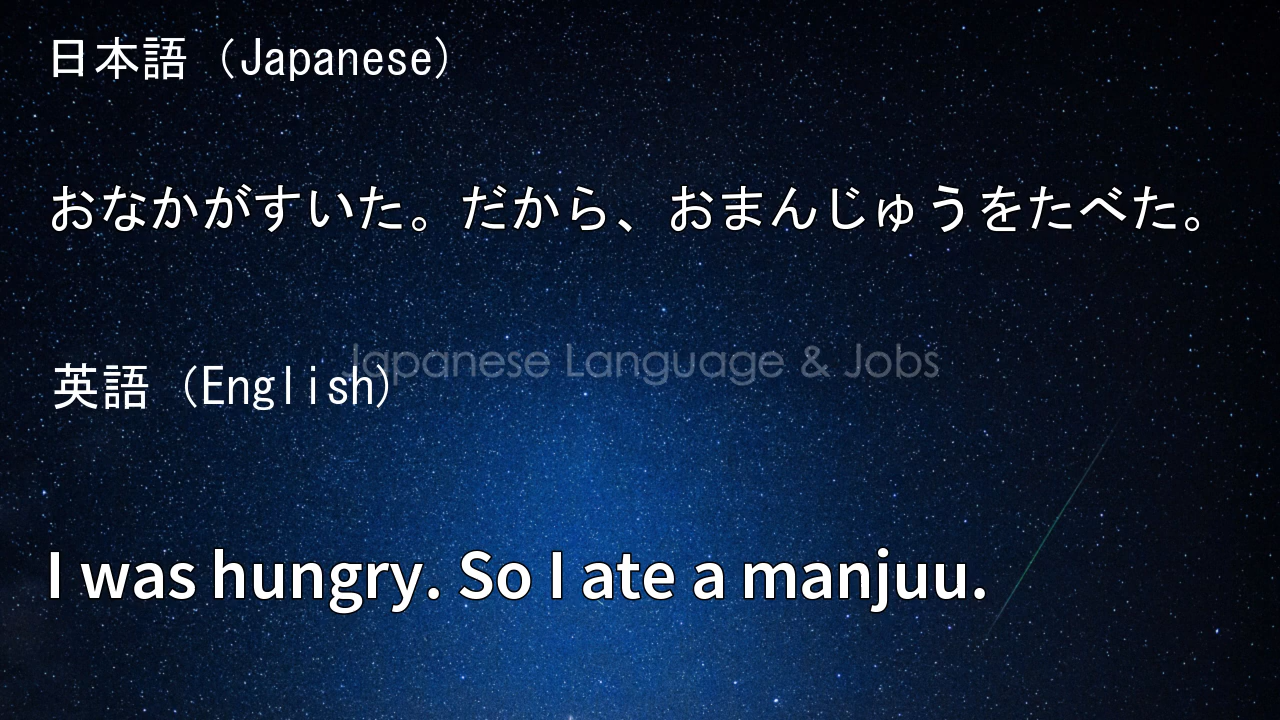 日本語 (Japanese)
おなかがすいた。だから、おまんじゅうをたべた。
Japanese Language & Jobs
英語 (English)
I was hungry. So I ate a manjuu.